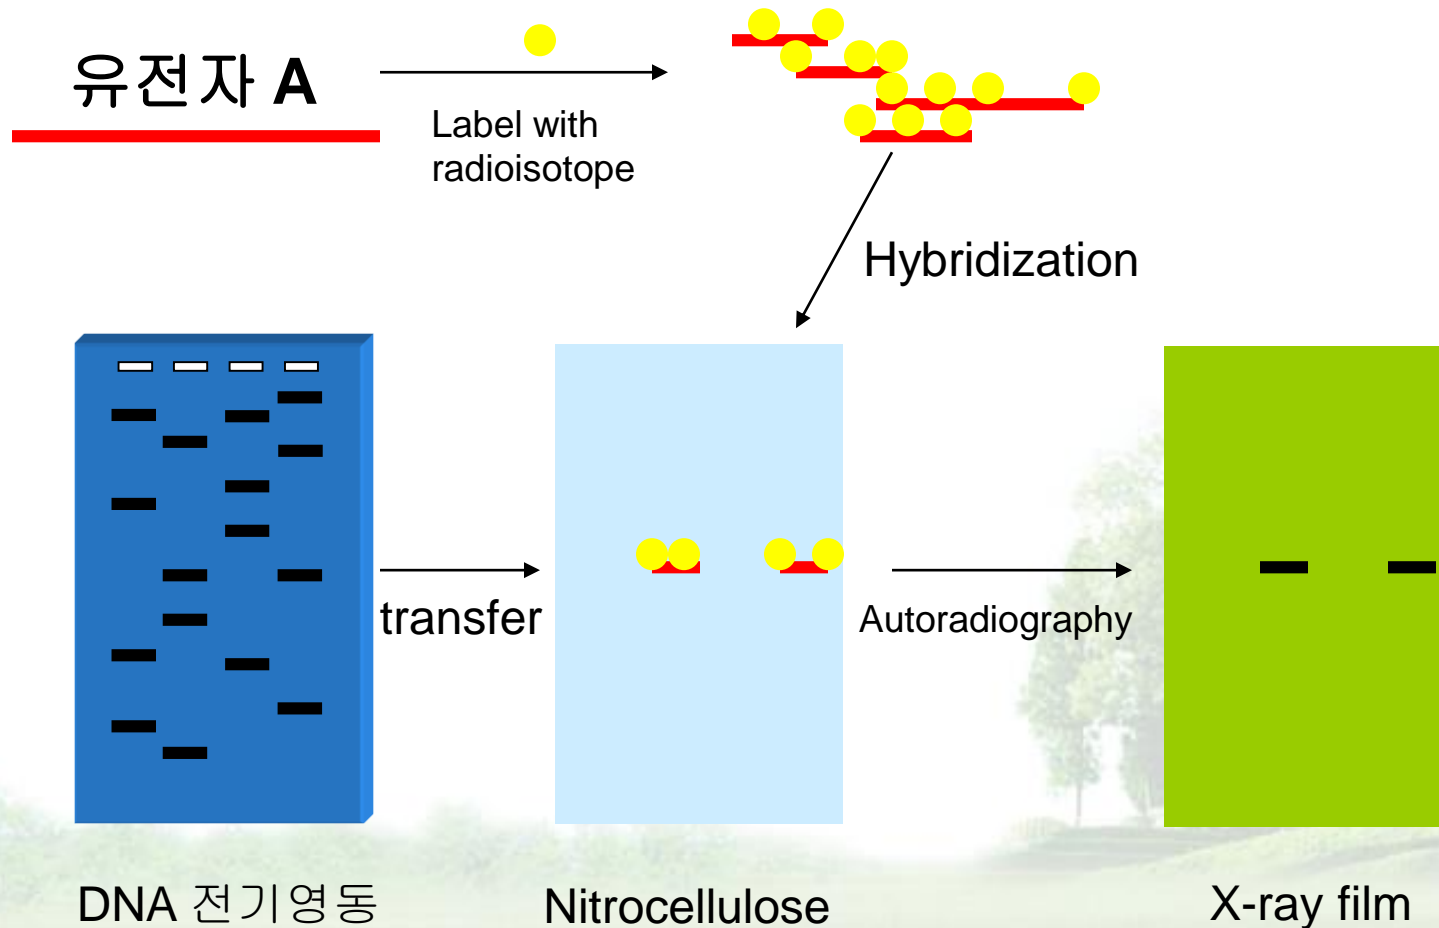 유전자 A
Label with
radioisotope
Hybridization
transfer
Autoradiography
DNA 전기영동
Nitrocellulose
X-ray film